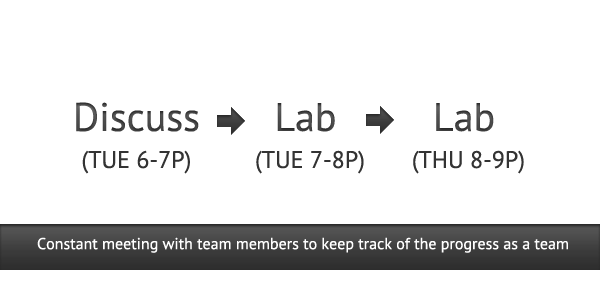 Discuss Lab Lab
(TUE 6-7P) (TUE 7-8P) (THU 8-9P)
Constant meeting with team members to keep track of the progress as a team